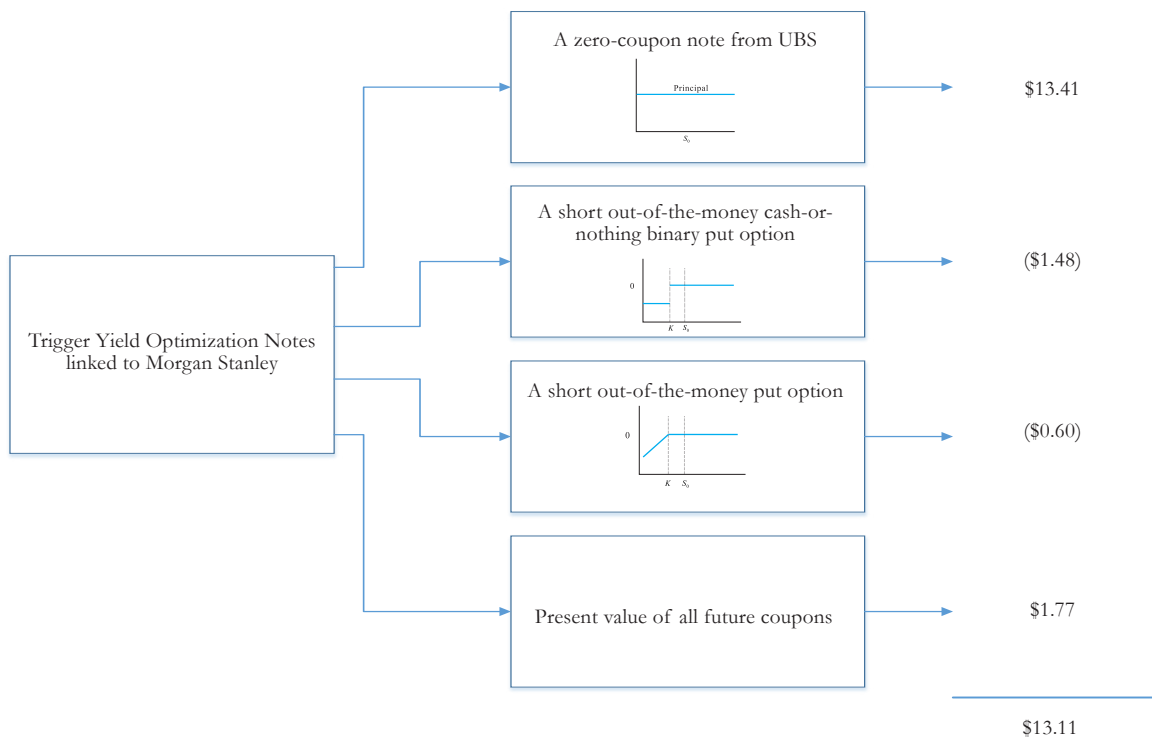 A zero-coupon note from UBS
Principal
S₀
$13.41
A short out-of-the-money cash-or-
nothing binary put option
0
K S₀
($1.48)
Trigger Yield Optimization Notes
linked to Morgan Stanley
A short out-of-the-money put option
0
K S₀
($0.60)
Present value of all future coupons
$1.77
$13.11